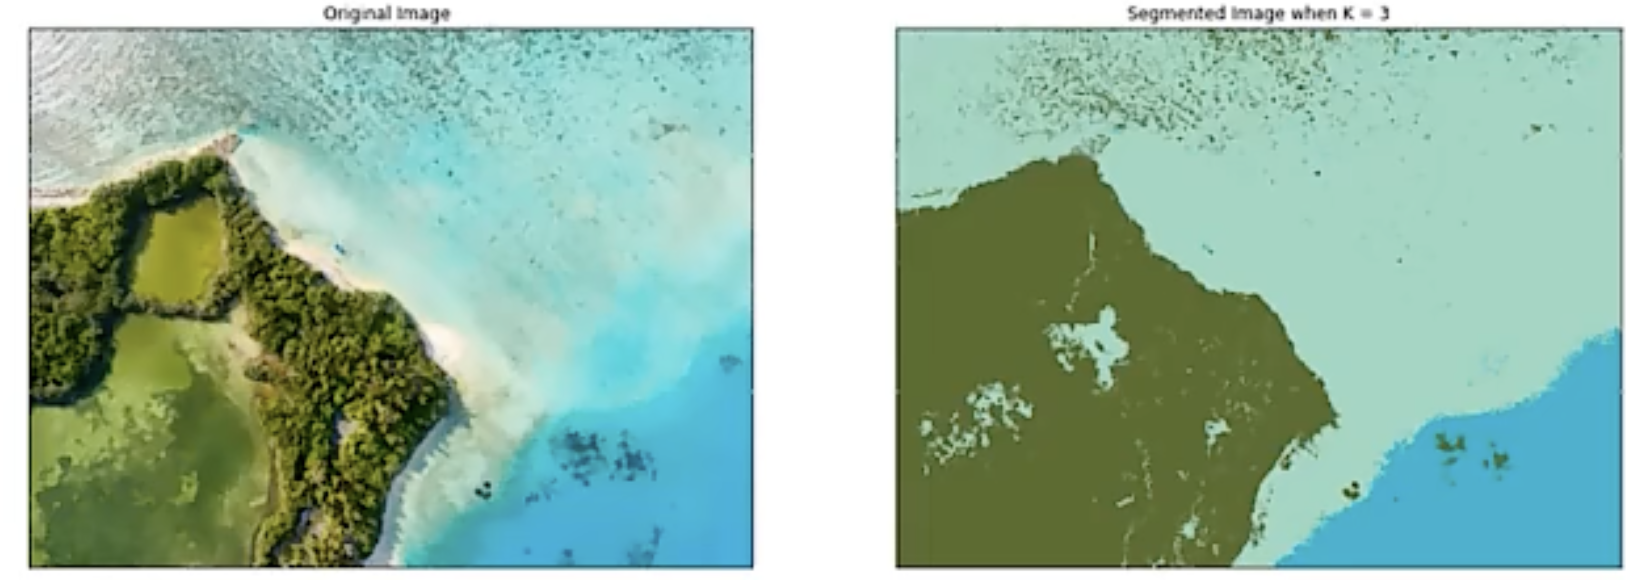 Original Image
Segmented Image when K = 3